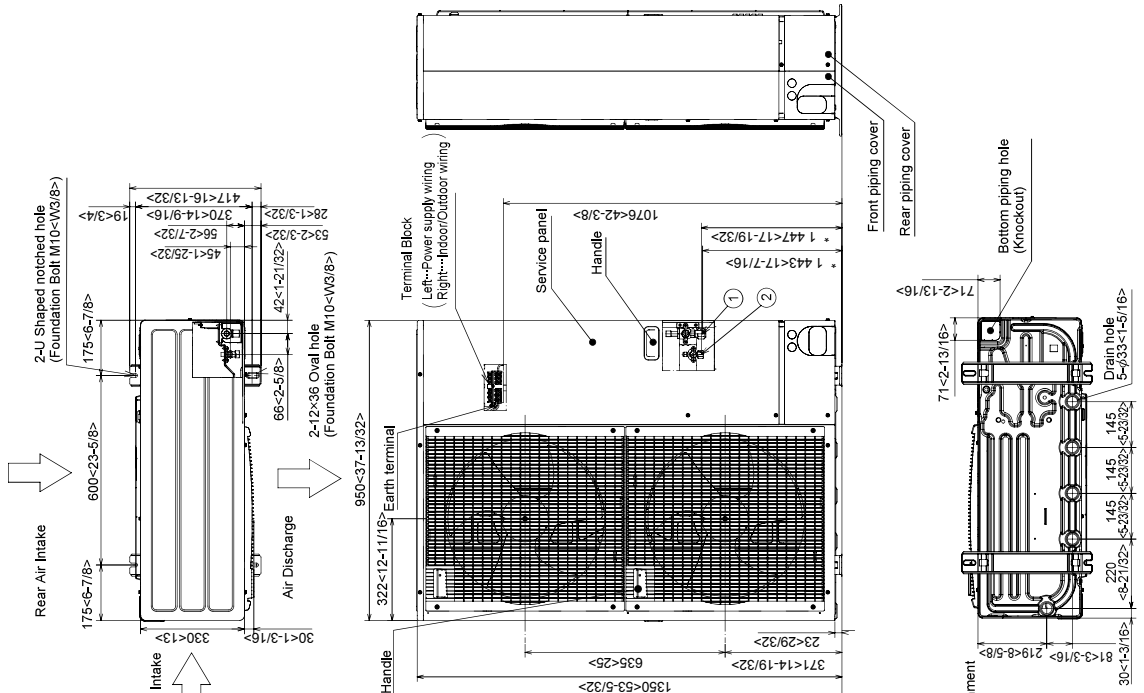 2-U Shaped notched hole
(Foundation Bolt M10<W3/8>)
417<16-13/32>
19<3/4>
370<14-9/16>
28<1-3/32>
56<2-7/32>
53<2-3/32>
45<1-25/32>
42<1-21/32>
66<2-5/8>
175<6-7/8>
600<23-5/8>
175<6-7/8>
2-12×36 Oval hole
(Foundation Bolt M10<W3/8>)
Rear Air Intake
Air Discharge
330<13>
30<1-3/16>
Intake
Terminal Block
Left···Power supply wiring
Right···Indoor/Outdoor wiring
Service panel
Handle
1076<42-3/8>
* 1 447<17-19/32>
* 1 443<17-7/16>
1
2
950<37-13/32>
322<12-11/16>
Earth terminal
Handle
23<29/32>
635<25>
371<14-19/32>
1350<53-5/32>
Front piping cover
Rear piping cover
Bottom piping hole
(Knockout)
71<2-13/16>
71<2-13/16>
Drain hole
5-φ33<1-5/16>
145
<5-23/32>
145
<5-23/32>
145
<5-23/32>
220
<8-21/32>
30<1-3/16>
219<8-5/8>
81<3-3/16>